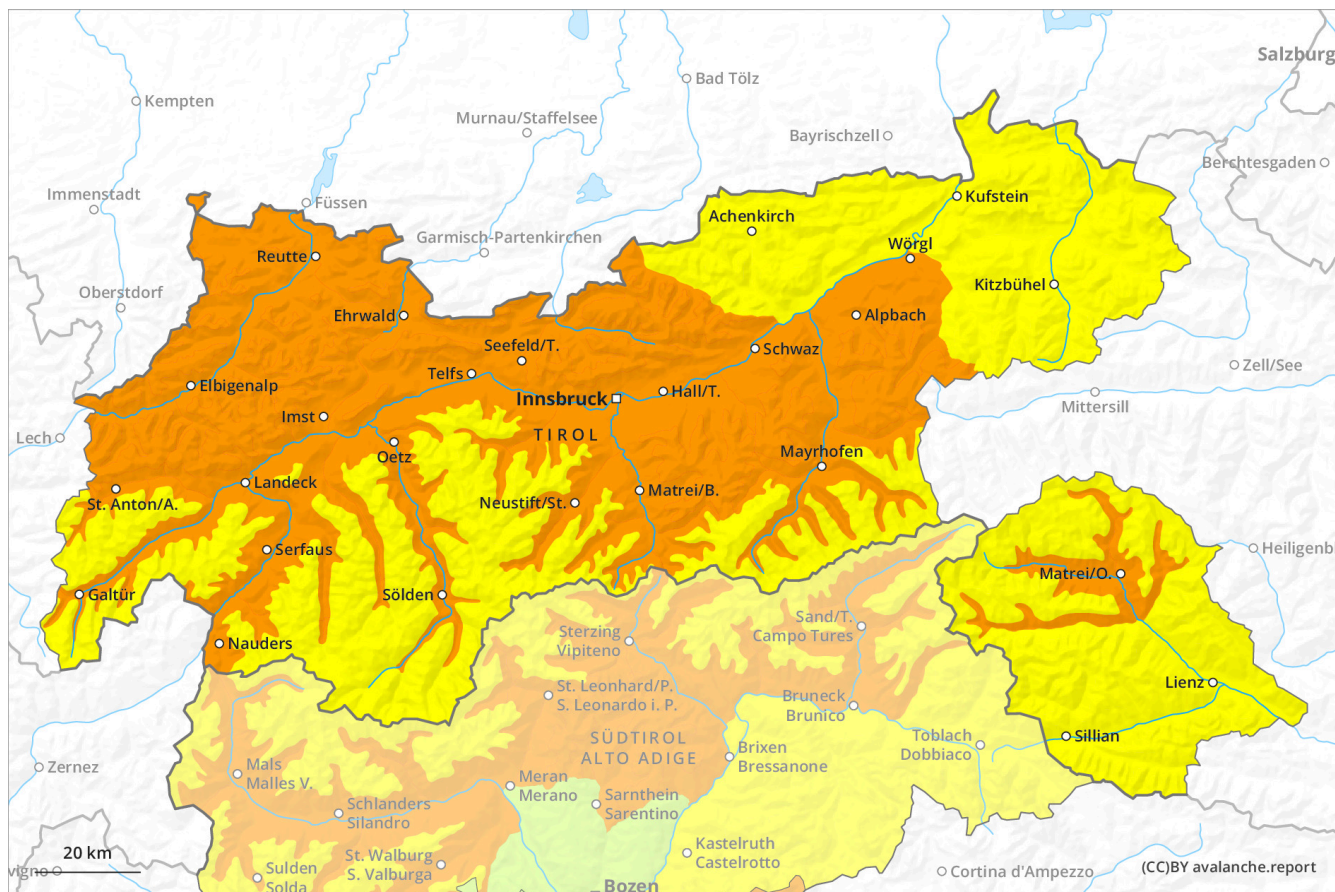 Salzburg
Bad Tölz
Kempten
Murnau/Staffelsee
Bayrischzell
Berchtesgaden
Immenstadt
Füssen
Kufstein
Achenkirch
Garmisch-Partenkirchen
Wörgl
Reutte
Kitzbühel
Oberstdorf
Ehrwald
Alpbach
Seefeld/T.
Schwaz
Zell/See
Telfs
Elbigenalp
Hall/T.
Innsbruck
Mittersill
Imst
TIROL
Lech
Oetz
Mayrhofen
Landeck
Matrei/B.
St. Anton/A.
Neustift/St.
Serfaus
Heiligenb
Matrei/O.
Galtür
Sölden
Sand/T.
Campo Tures
Sterzing
Vipiteno
Nauders
Lienz
St. Leonhard/P.
S. Leonardo i. P.
Bruneck
Brunico
Sillian
SÜDTIROL
ALTO ADIGE
Toblach
Dobbiaco
Brixen
Bressanone
Zernez
Mals
Malles V.
Meran
Merano
Sarnthein
Sarentino
Schlanders
Silandro
Kastelruth
Castelrotto
20 km
St. Walburg
S. Valburga
vigno
Sulden
Solda
Bozen
Cortina d'Ampezzo
(CC)BY avalanche.report